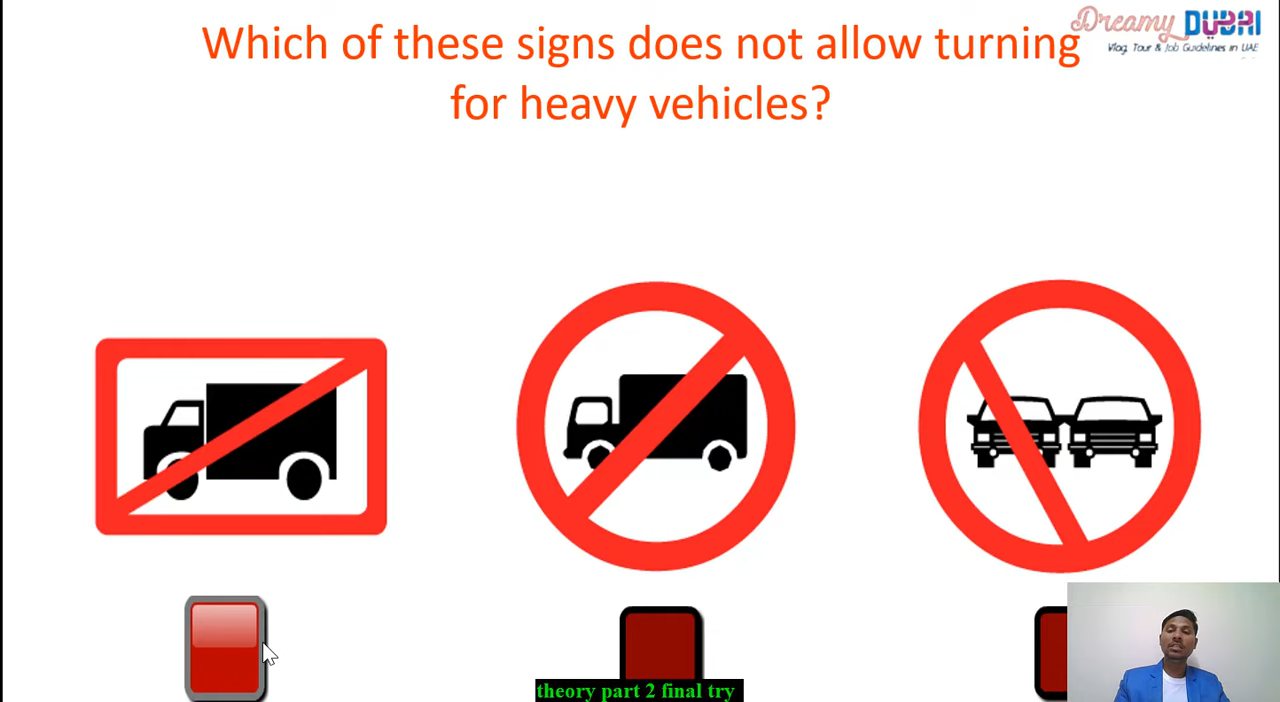 Dreamy DUBAI
Vlog, Tour & Job Guidelines in UAE
Which of these signs does not allow turning
for heavy vehicles?
theory part 2 final try